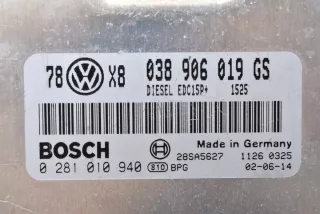 78 X8 038 906 019 GS
DIESEL EDC15P+ 1525
Made in Germany
BOSCH 28SA5627 1126 0325
0 281 010 940 810 BPG 02-06-14